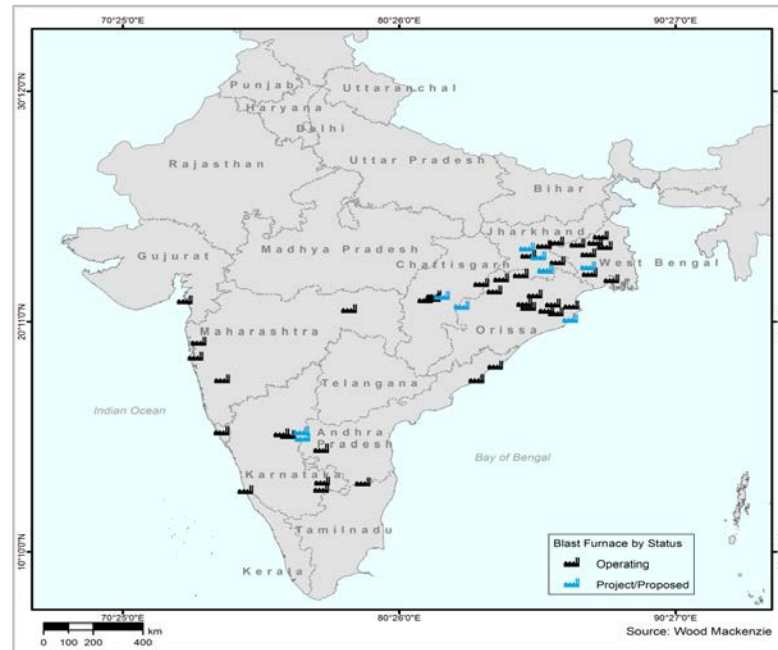 70°25'0"E 80°26'0"E 90°27'0"E
30°12'0"N
20°11'0"N
10°10'0"N
Punjab
Uttaranchal
Haryana
Delhi
Rajasthan
Uttar Pradesh
Bihar
Jharkhand
Gujurat
Madhya Pradesh
Chattisgarh
West Bengal
Maharashtra
Orissa
Telangana
Indian Ocean
Andhra
Pradesh
Bay of Bengal
Karnataka
Tamilnadu
Kerala
Blast Furnace by Status
Operating
Project/Proposed
70°25'0"E 80°26'0"E 90°27'0"E
0 100 200 400
km
Source: Wood Mackenzie